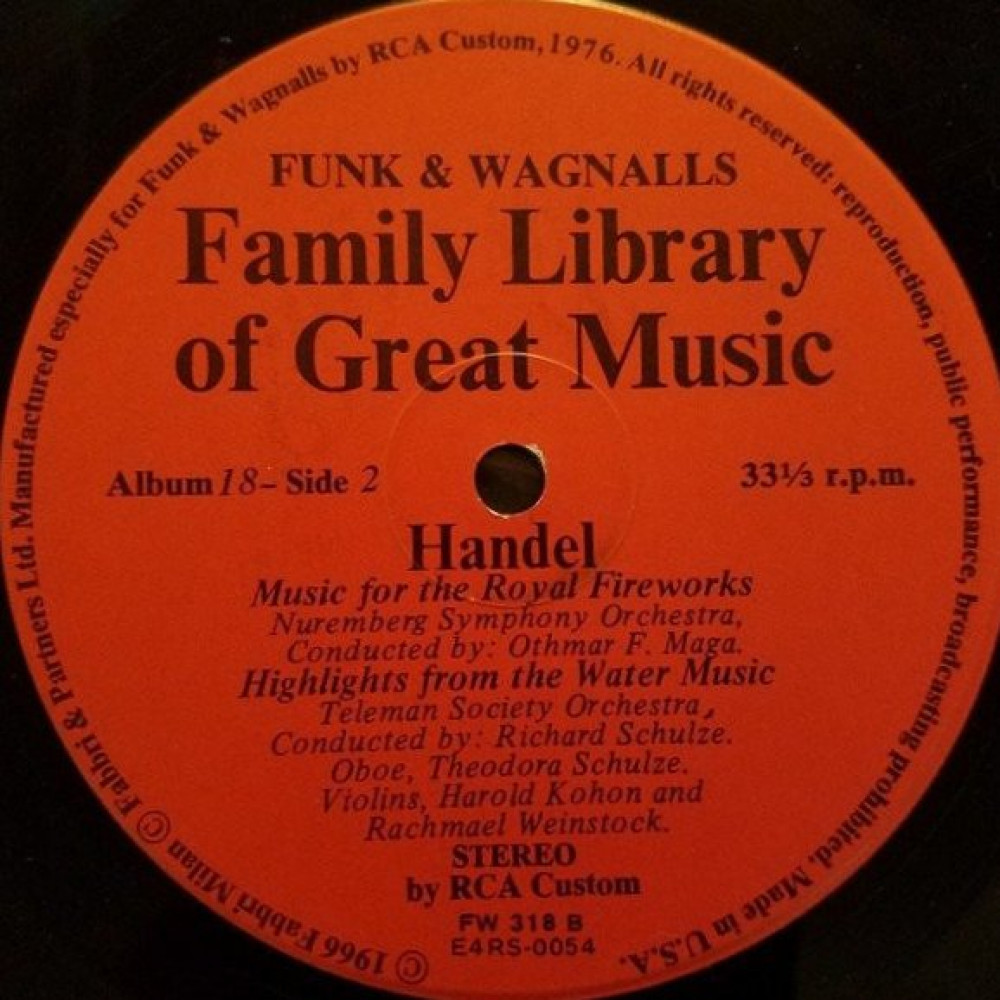 © 1966 Fabbri Milan © Fabbri & Partners Ltd. Manufactured especially for Funk & Wagnalls by RCA Custom, 1976. All rights reserved: reproduction, public performance, broadcasting prohibited. Made in U.S.A.
FUNK & WAGNALLS
Family Library
of Great Music
Album 18 – Side 2
33⅓ r.p.m.
Handel
Music for the Royal Fireworks
Nuremberg Symphony Orchestra,
Conducted by: Othmar F. Maga.
Highlights from the Water Music
Teleman Society Orchestra,
Conducted by: Richard Schulze.
Oboe, Theodora Schulze.
Violins, Harold Kohon and
Rachmael Weinstock.
STEREO
by RCA Custom
FW 318 B
E4RS-0054